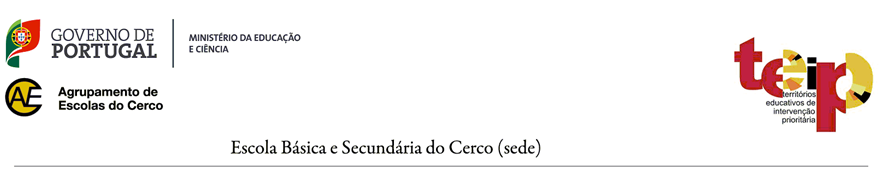 GOVERNO DE
PORTUGAL
MINISTÉRIO DA EDUCAÇÃO
E CIÊNCIA
AE
Agrupamento de
Escolas do Cerco
teip
territórios
educativos de
intervenção
prioritária
Escola Básica e Secundária do Cerco (sede)